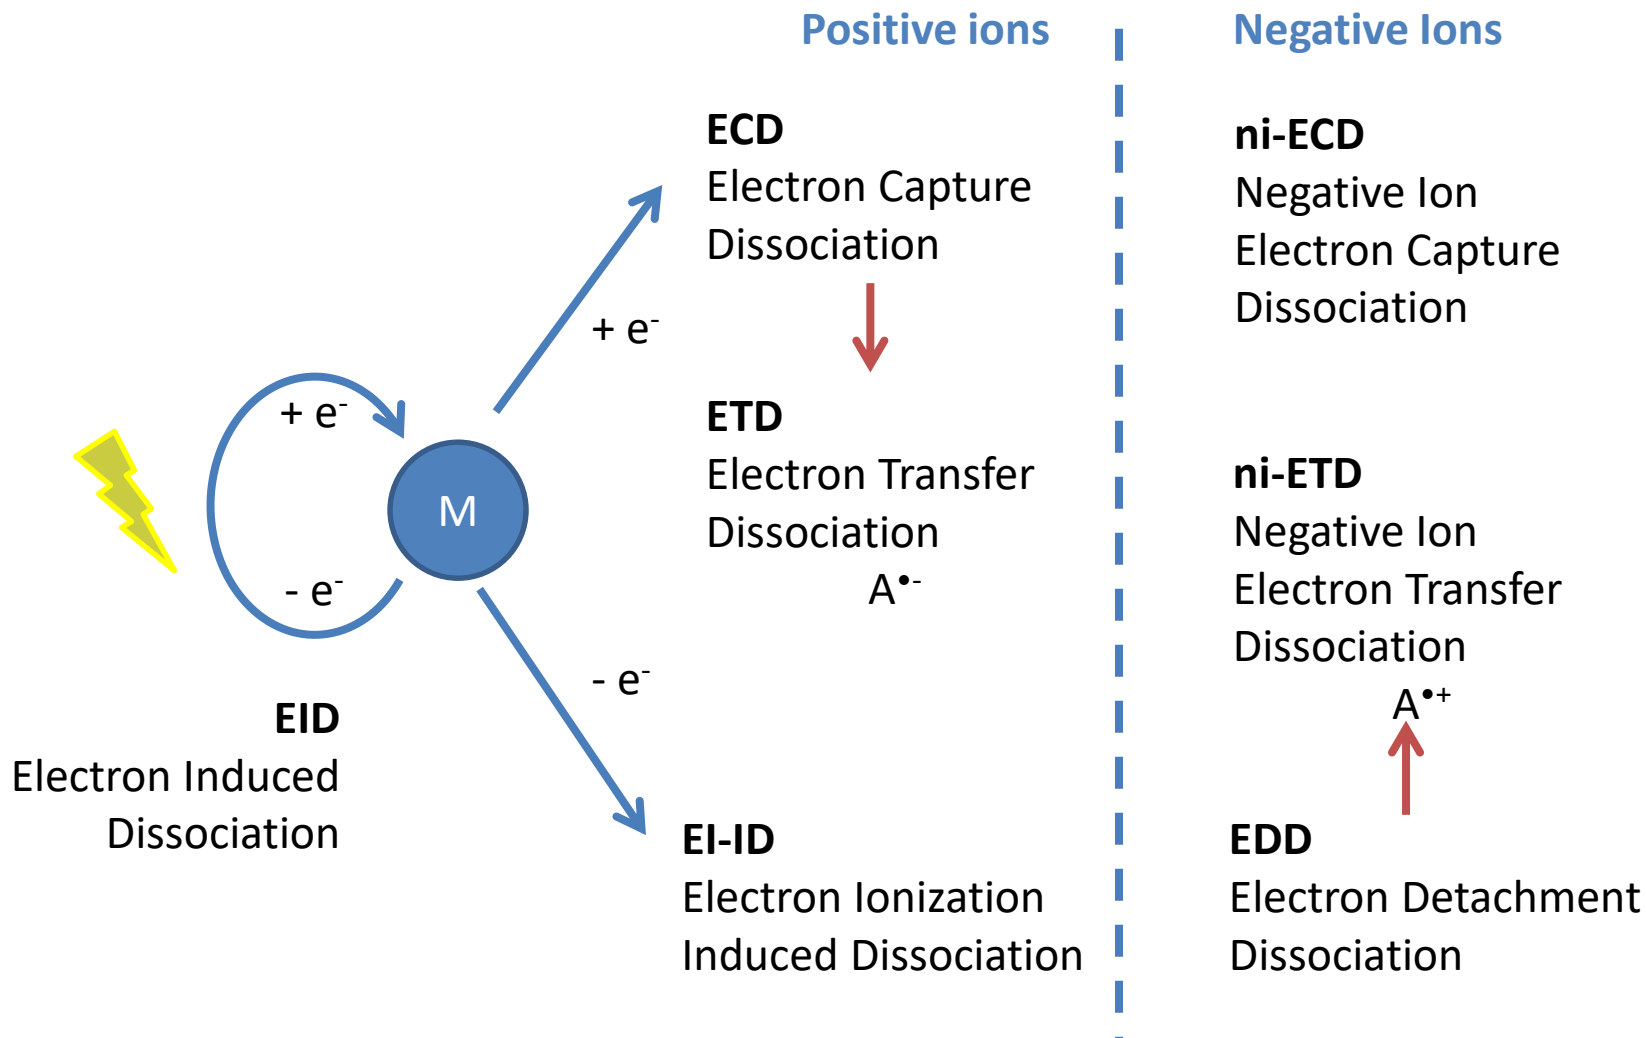 Positive ions
Negative Ions
ECD
Electron Capture
Dissociation
ni-ECD
Negative Ion
Electron Capture
Dissociation
+ e-
+ e-
M
- e-
- e-
ETD
Electron Transfer
Dissociation
A•-
ni-ETD
Negative Ion
Electron Transfer
Dissociation
A•+
EID
Electron Induced
Dissociation
EI-ID
Electron Ionization
Induced Dissociation
EDD
Electron Detachment
Dissociation